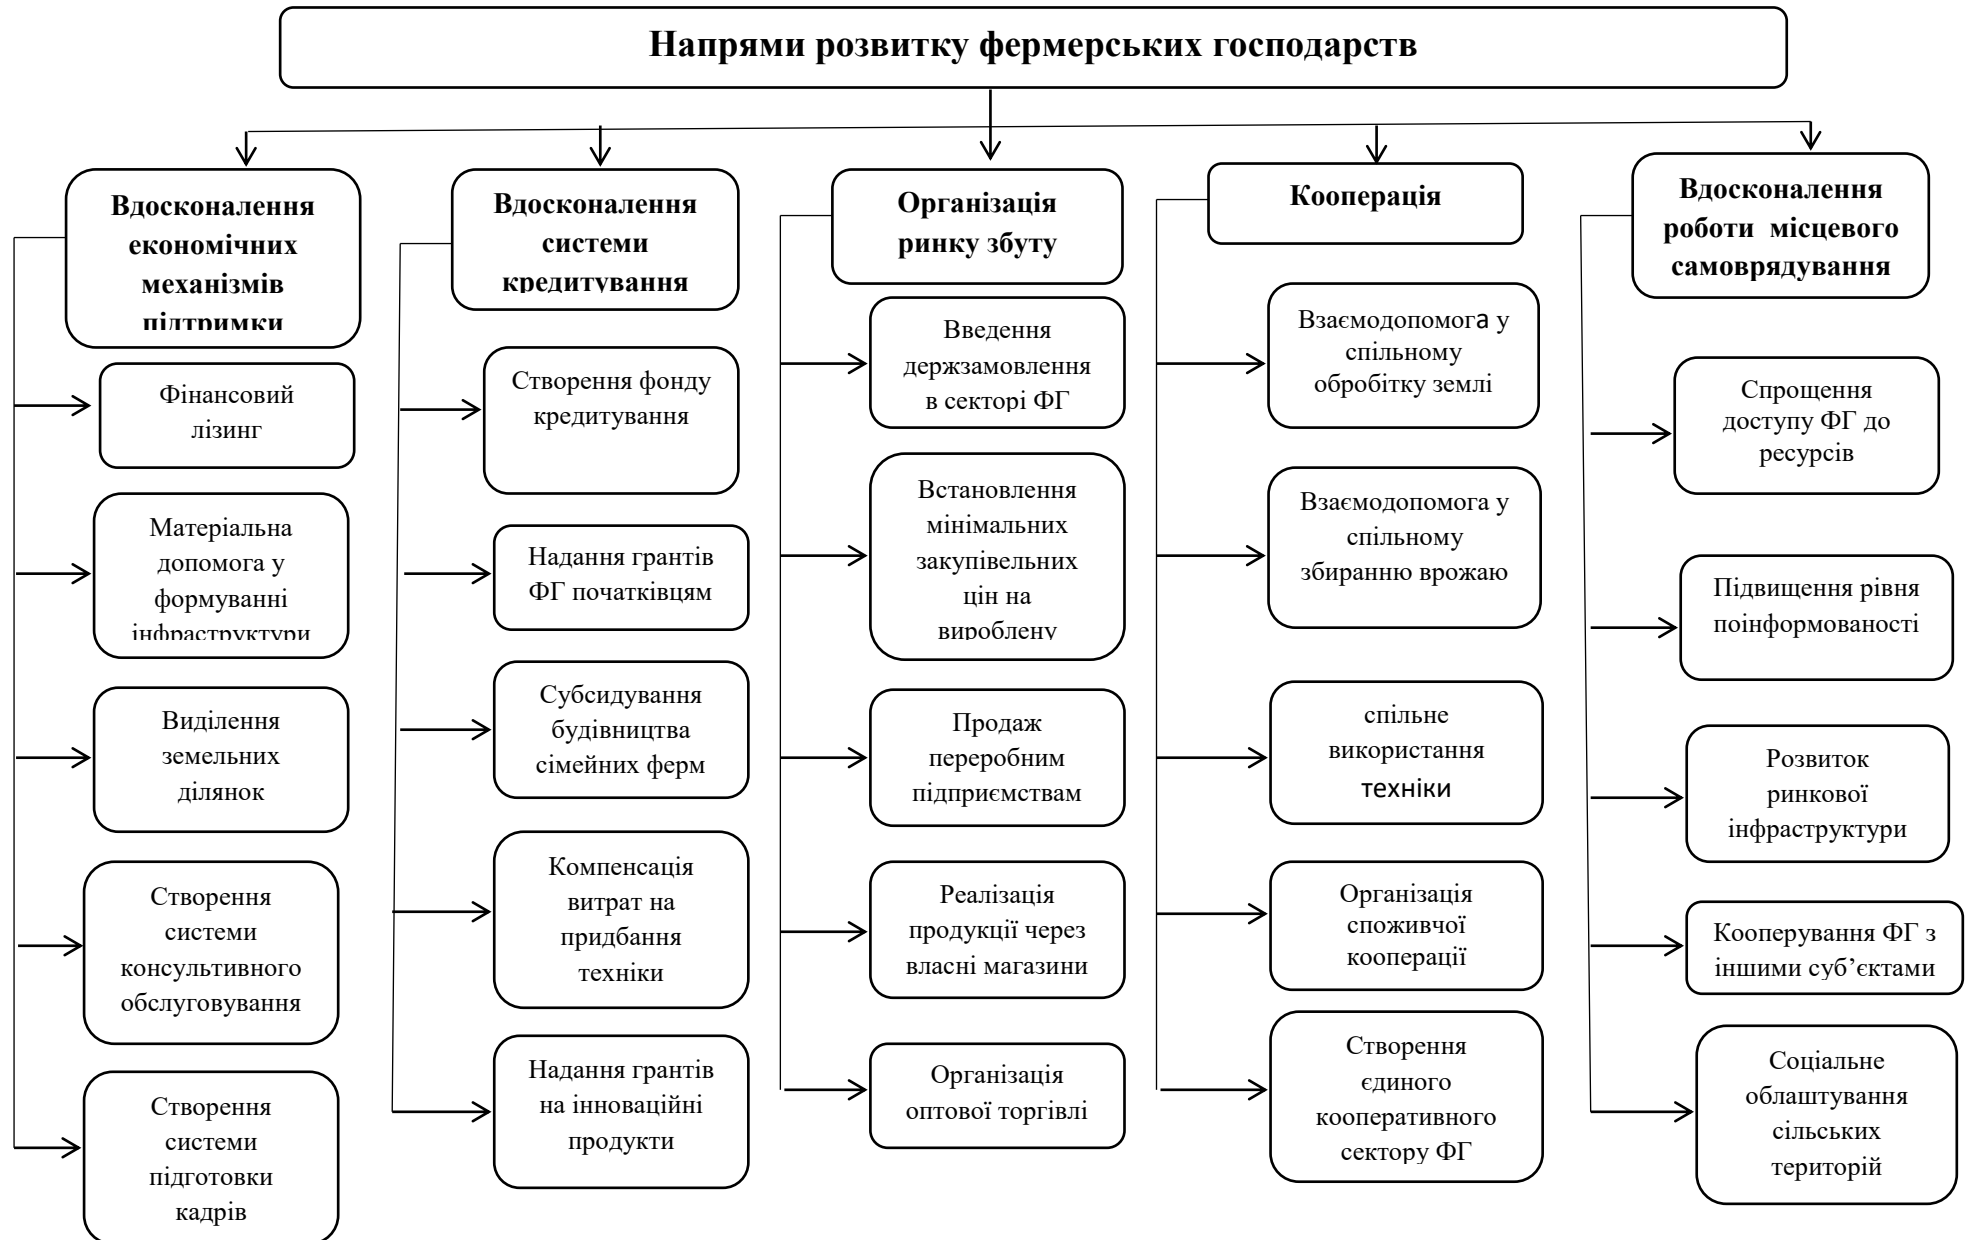 Напрями розвитку фермерських господарств
Вдосконалення
економічних
механізмів
підтримки
Фінансовий
лізинг
Матеріальна
допомога у
формуванні
інфраструктури
Виділення
земельних
ділянок
Створення
системи
консультивного
обслуговування
Створення
системи
підготовки
кадрів
Вдосконалення
системи
кредитування
Створення фонду
кредитування
Надання грантів
ФГ початківцям
Субсидування
будівництва
сімейних ферм
Компенсація
витрат на
придбання
техніки
Надання грантів
на інноваційні
продукти
Організація
ринку збуту
Введення
держзамовлення
в секторі ФГ
Встановлення
мінімальних
закупівельних
цін на
вироблену
Продаж
переробним
підприємствам
Реалізація
продукції через
власні магазини
Організація
оптової торгівлі
Кооперація
Взаємодопомога у
спільному
обробітку землі
Взаємодопомога у
спільному
збиранню врожаю
спільне
використання
техніки
Організація
споживчої
кооперації
Створення
єдиного
кооперативного
сектору ФГ
Вдосконалення
роботи місцевого
самоврядування
Спрощення
доступу ФГ до
ресурсів
Підвищення рівня
поінформованості
Розвиток
ринкової
інфраструктури
Кооперування ФГ з
іншими суб’єктами
Соціальне
облаштування
сільських
територій